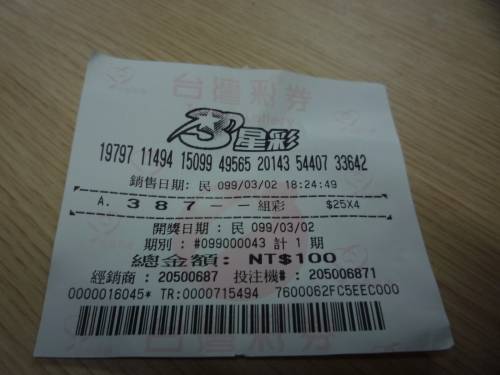 台灣彩券
3星彩
19797 11494 15099 49565 20143 54407 33642
銷售日期: 民 099/03/02 18:24:49
A. 3 8 7 - - 組彩 $25X4
開獎日期: 民 099/03/02
期別 : #099000043 計 1 期
總金額: NT$100
經銷商 : 20500687 投注機# : 205006871
0000016045* TR:0000715494 7600062FC5EEC000